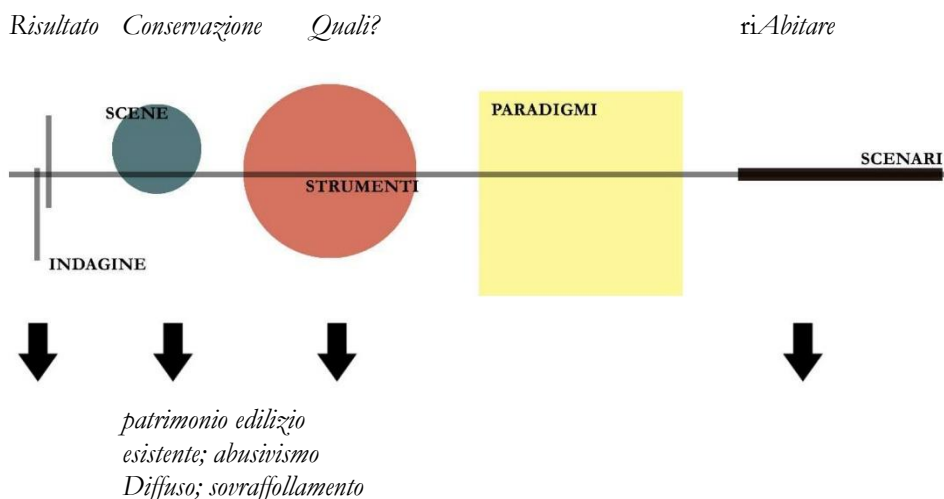 Risultato Conservazione Quali? riAbitare
SCENE
PARADIGMI
SCENARI
STRUMENTI
INDAGINE
patrimonio edilizio
esistente; abusivismo
Diffuso; sovraffollamento